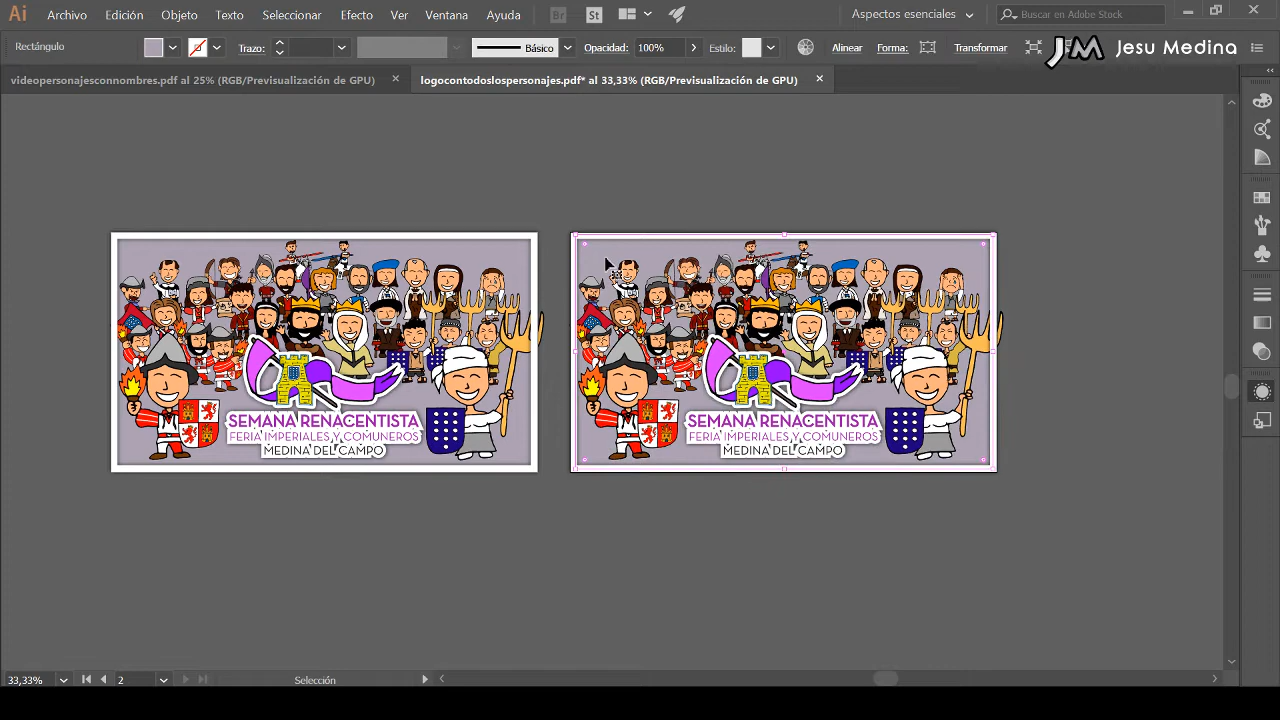 Ai Archivo Edición Objeto Texto Seleccionar Efecto Ver Ventana Ayuda Br St Aspectos esenciales Buscar en Adobe Stock
Rectángulo Trazo: Básico Opacidad: 100% Estilo: Alinear Forma: Transformar JM Jesu Medina
videopersonajesconnombres.pdf al 25% (RGB/Previsualización de GPU) logocontodoslospersonajes.pdf* al 33,33% (RGB/Previsualización de GPU)
SEMANA RENACENTISTA
FERIA IMPERIALES Y COMUNEROS
MEDINA DEL CAMPO
SEMANA RENACENTISTA
FERIA IMPERIALES Y COMUNEROS
MEDINA DEL CAMPO
33,33% 2 Selección